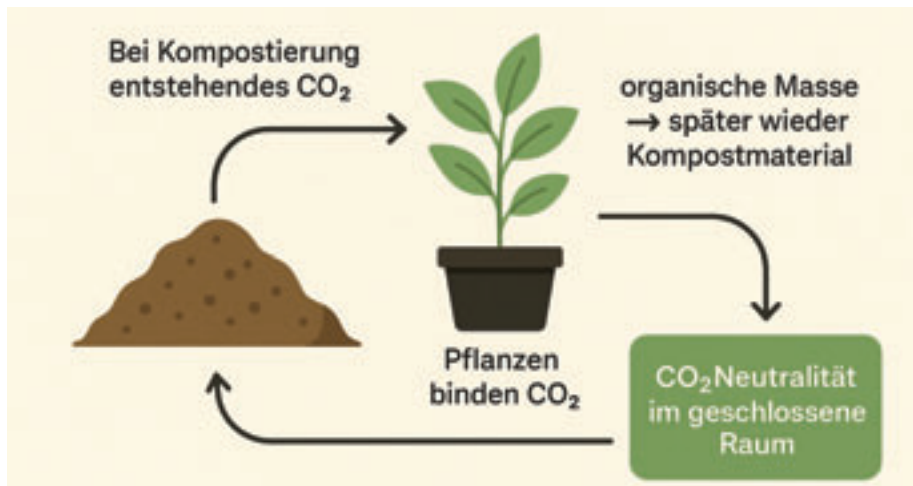 Bei Kompostierung
entstehendes CO₂
organische Masse
→ später wieder
Kompostmaterial
Pflanzen
binden CO₂
CO₂Neutralität
im geschlossene
Raum